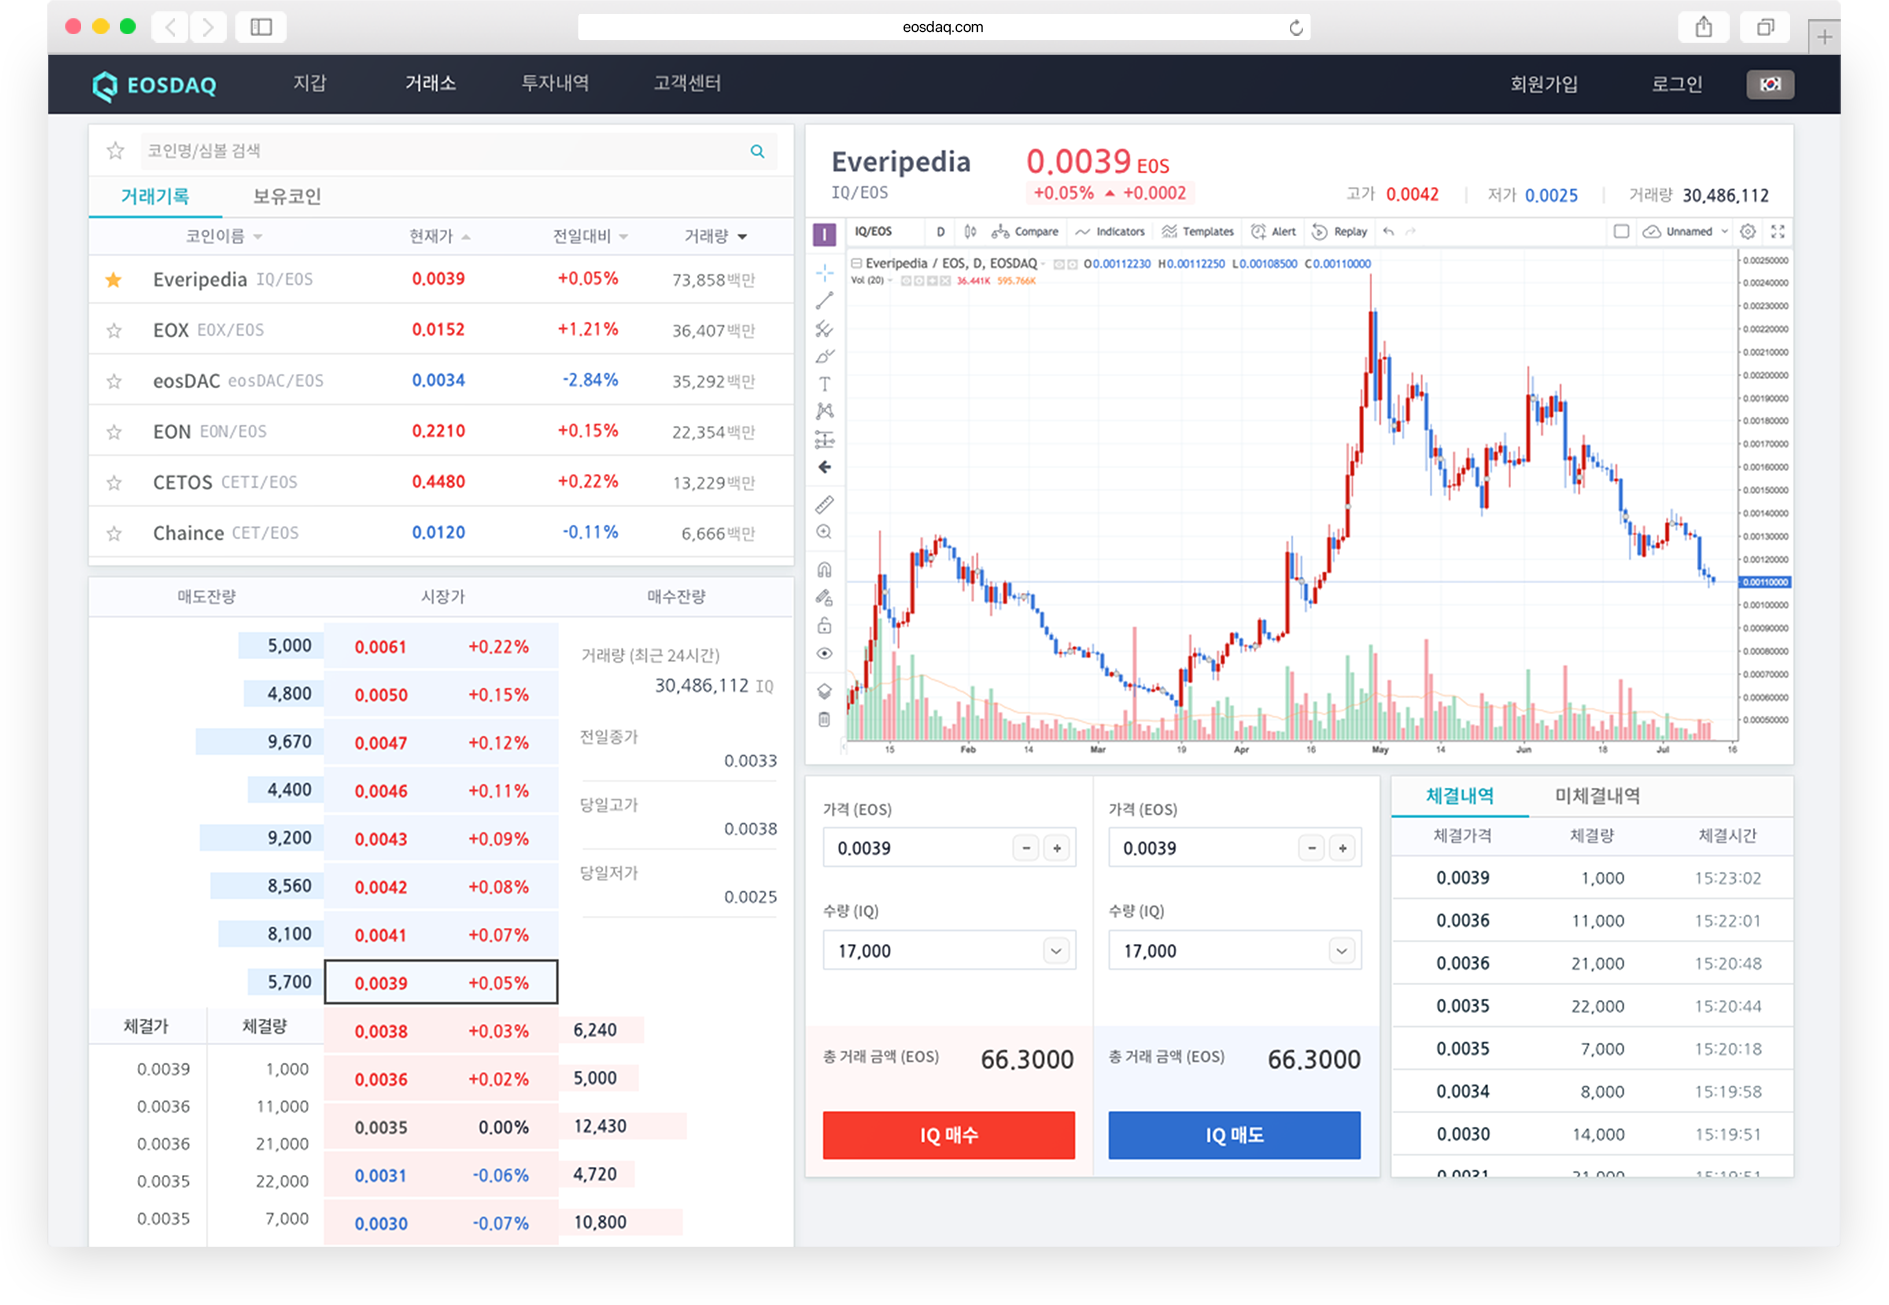 eosdaq.com
EOSDAQ 지갑 거래소 투자내역 고객센터 회원가입 로그인
코인명/심볼 검색
거래기록 보유코인
코인이름 현재가 전일대비 거래량
Everipedia IQ/EOS 0.0039 +0.05% 73,858백만
EOX EOX/EOS 0.0152 +1.21% 36,407백만
eosDAC eosDAC/EOS 0.0034 -2.84% 35,292백만
EON EON/EOS 0.2210 +0.15% 22,354백만
CETOS CETI/EOS 0.4480 +0.22% 13,229백만
Chaince CET/EOS 0.0120 -0.11% 6,666백만
매도잔량 시장가 매수잔량
5,000 0.0061 +0.22%
4,800 0.0050 +0.15%
9,670 0.0047 +0.12%
4,400 0.0046 +0.11%
9,200 0.0043 +0.09%
8,560 0.0042 +0.08%
8,100 0.0041 +0.07%
5,700 0.0039 +0.05%
거래량 (최근 24시간)
30,486,112 IQ
전일종가
0.0033
당일고가
0.0038
당일저가
0.0025
0.0038 +0.03% 6,240
0.0036 +0.02% 5,000
0.0035 0.00% 12,430
0.0031 -0.06% 4,720
0.0030 -0.07% 10,800
체결가 체결량
0.0039 1,000
0.0036 11,000
0.0036 21,000
0.0035 22,000
0.0035 7,000
Everipedia 0.0039 EOS
IQ/EOS +0.05% +0.0002 고가 0.0042 저가 0.0025 거래량 30,486,112
I IQ/EOS D Compare Indicators Templates Alert Replay Unnamed
Everipedia / EOS, D, EOSDAQ O0.00112230 H0.00112250 L0.00108500 C0.00110000
Vol (20) 36.441K 595.766K
0.00250000
0.00240000
0.00230000
0.00220000
0.00210000
0.00200000
0.00190000
0.00180000
0.00170000
0.00160000
0.00150000
0.00140000
0.00130000
0.00120000
0.00110000
0.00100000
0.00090000
0.00080000
0.00070000
0.00060000
0.00050000
15 Feb 14 Mar 19 Apr 16 May 14 Jun 18 Jul 16
가격 (EOS)
0.0039 - +
수량 (IQ)
17,000
총 거래 금액 (EOS) 66.3000
IQ 매수
가격 (EOS)
0.0039 - +
수량 (IQ)
17,000
총 거래 금액 (EOS) 66.3000
IQ 매도
체결내역 미체결내역
체결가격 체결량 체결시간
0.0039 1,000 15:23:02
0.0036 11,000 15:22:01
0.0036 21,000 15:20:48
0.0035 22,000 15:20:44
0.0035 7,000 15:20:18
0.0034 8,000 15:19:58
0.0030 14,000 15:19:51